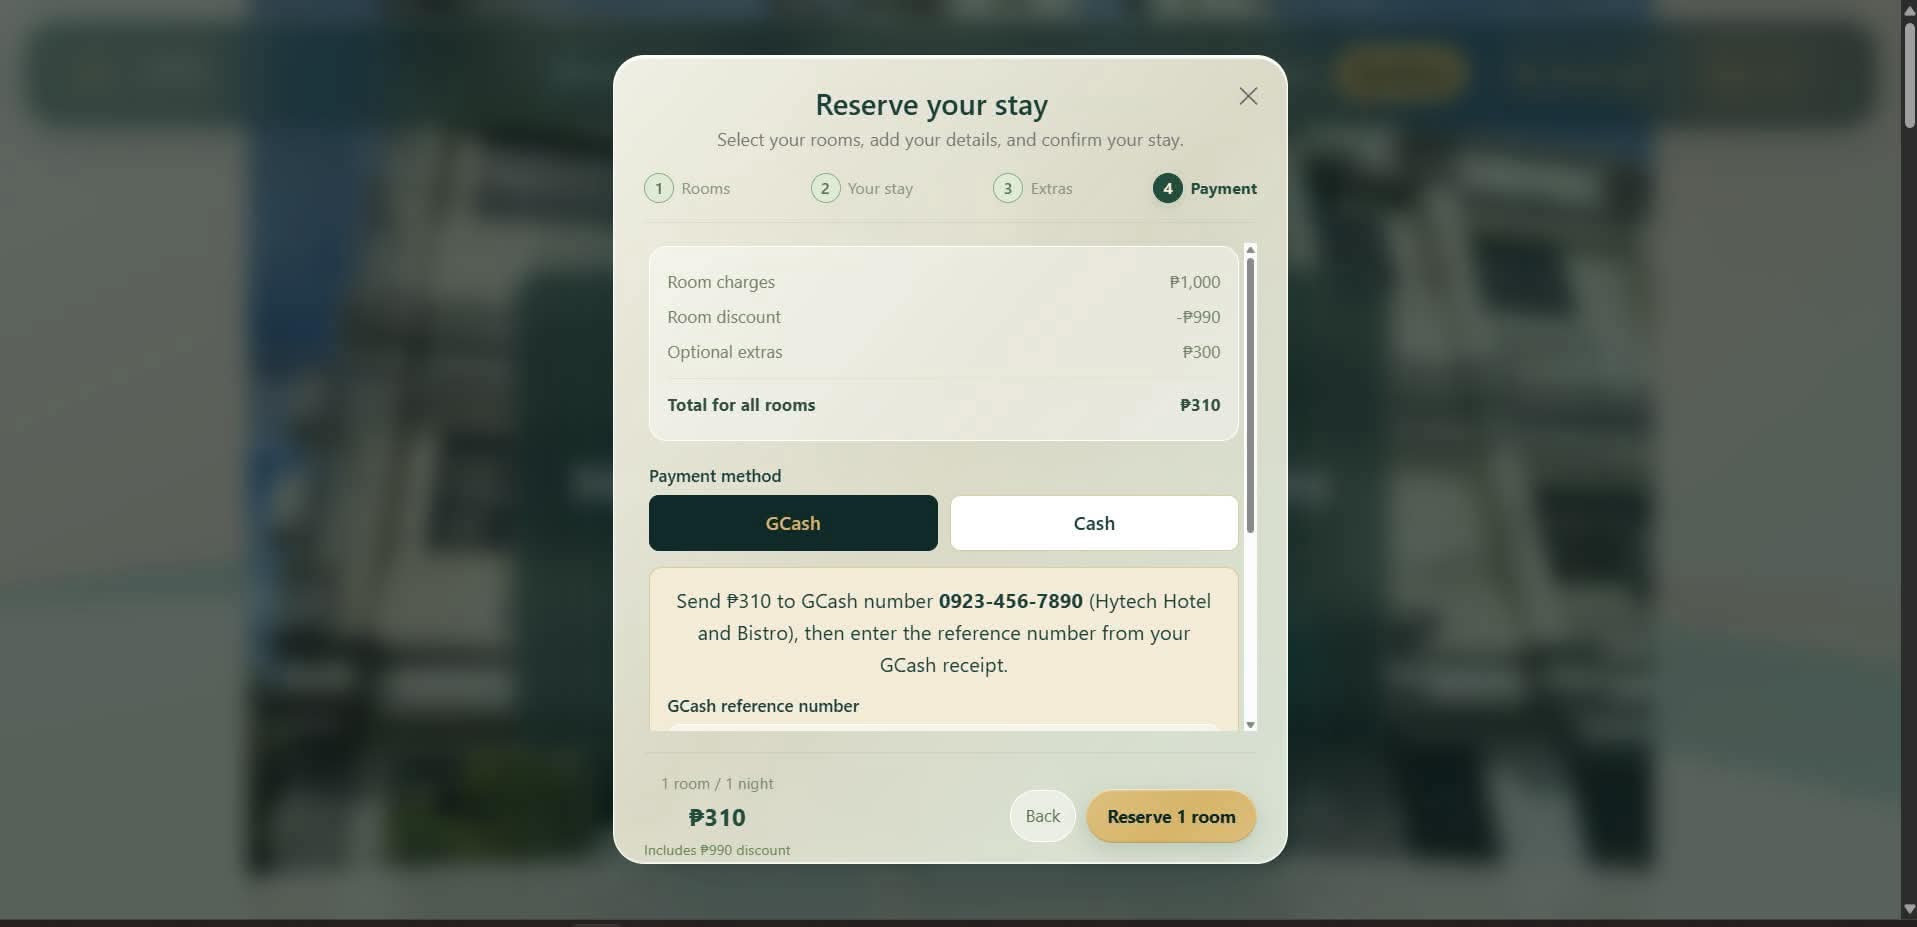 Reserve your stay
Select your rooms, add your details, and confirm your stay.
1 Rooms
2 Your stay
3 Extras
4 Payment
Room charges ₱1,000
Room discount -₱990
Optional extras ₱300
Total for all rooms ₱310
Payment method
GCash
Cash
Send ₱310 to GCash number 0923-456-7890 (Hytech Hotel
and Bistro), then enter the reference number from your
GCash receipt.
GCash reference number
1 room / 1 night
₱310
Includes ₱990 discount
Back
Reserve 1 room